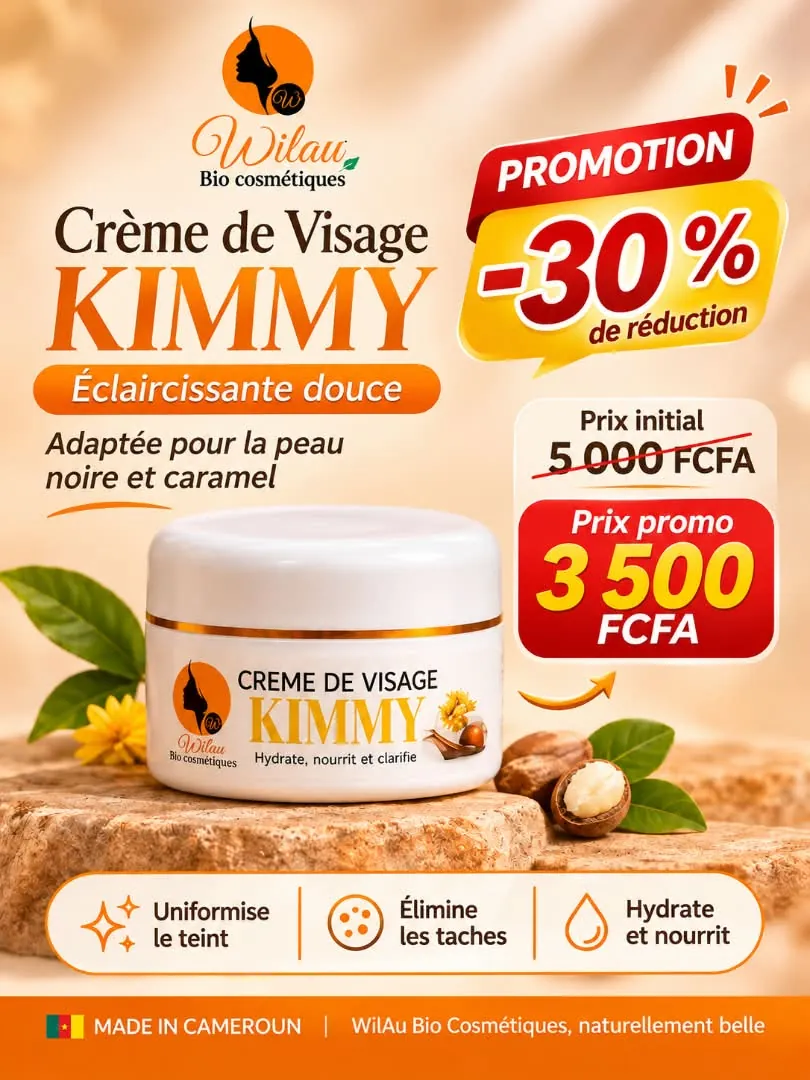 W
Wilau
Bio cosmétiques
Crème de Visage
KIMMY
Éclaircissante douce
Adaptée pour la peau
noire et caramel
PROMOTION
-30%
de réduction
Prix initial
5 000 FCFA
Prix promo
3 500
FCFA
W
Wilau
Bio cosmétiques
CREME DE VISAGE
KIMMY
Hydrate, nourrit et clarifie
Uniformise
le teint
Élimine
les taches
Hydrate
et nourrit
MADE IN CAMEROUN | WilAu Bio Cosmétiques, naturellement belle